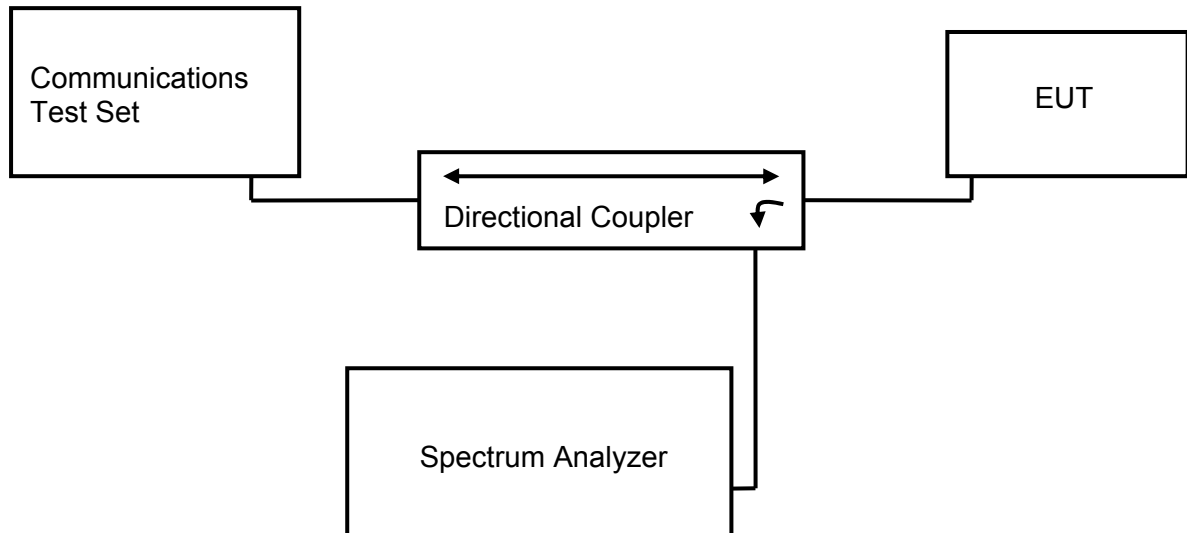 Communications
Test Set
EUT
Directional Coupler
Spectrum Analyzer